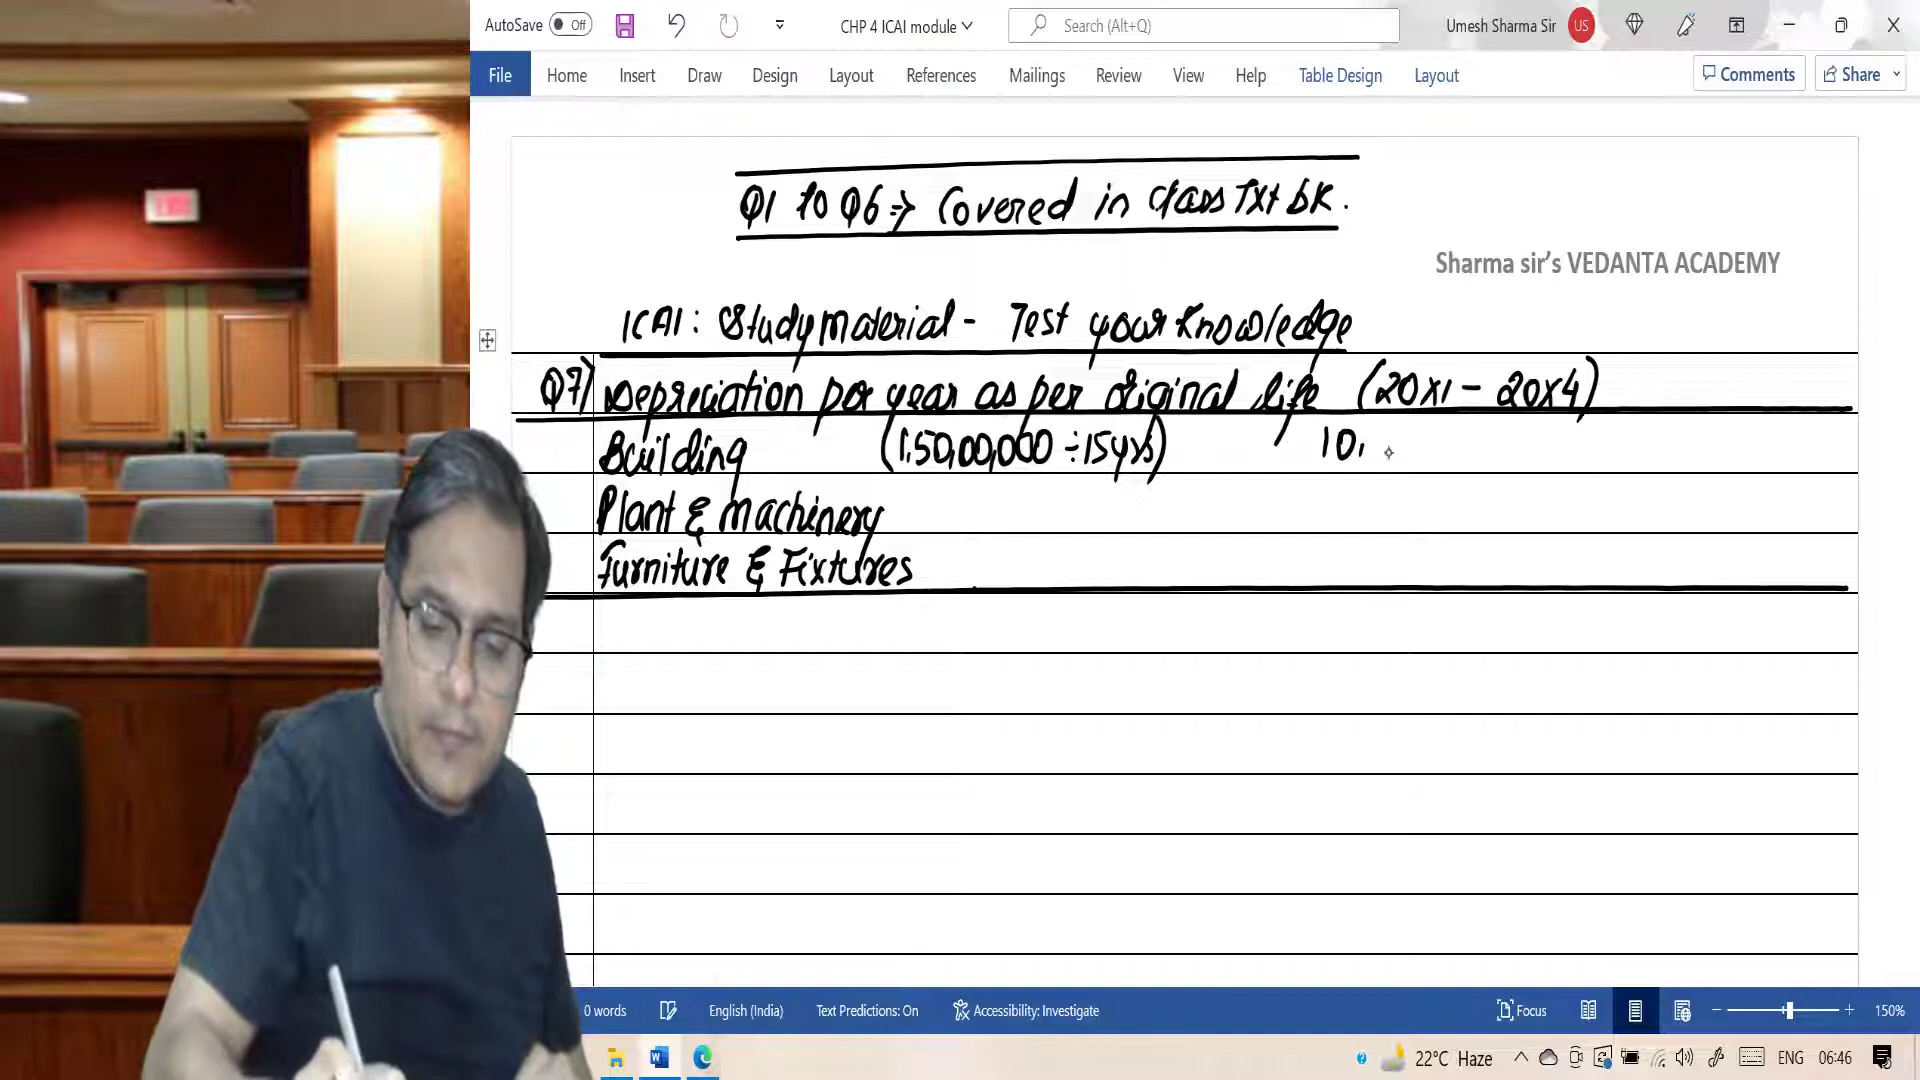 AutoSave Off CHP 4 ICAI module Search (Alt+Q) Umesh Sharma Sir US
File Home Insert Draw Design Layout References Mailings Review View Help Table Design Layout Comments Share
Q1 to Q6 ⇒ Covered in Class Txt bk.
Sharma sir's VEDANTA ACADEMY
ICAI: Study Material - Test your Knowledge
Q7) Depreciation per year as per original life (20X1 - 20X4)
Building (1,50,00,000 ÷ 15 yrs) 10,
Plant & Machinery
Furniture & Fixtures
0 words English (India) Text Predictions: On Accessibility: Investigate Focus 150%
22°C Haze ENG 06:46